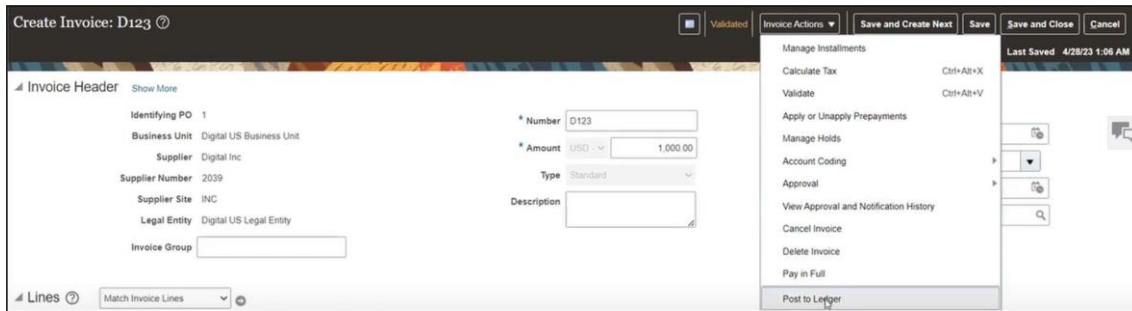 Create Invoice: D123
Validated
Invoice Actions
Save and Create Next
Save
Save and Close
Cancel
Last Saved 4/28/23 1:06 AM
Manage Installments
Calculate Tax Ctrl+Alt+X
Validate Ctrl+Alt+V
Apply or Unapply Prepayments
Manage Holds
Account Coding
Approval
View Approval and Notification History
Cancel Invoice
Delete Invoice
Pay in Full
Post to Ledger
Invoice Header Show More
Identifying PO 1
Business Unit Digital US Business Unit
Supplier Digital Inc
Supplier Number 2039
Supplier Site INC
Legal Entity Digital US Legal Entity
Invoice Group
* Number D123
* Amount USD - 1,000.00
Type Standard
Description
Lines Match Invoice Lines